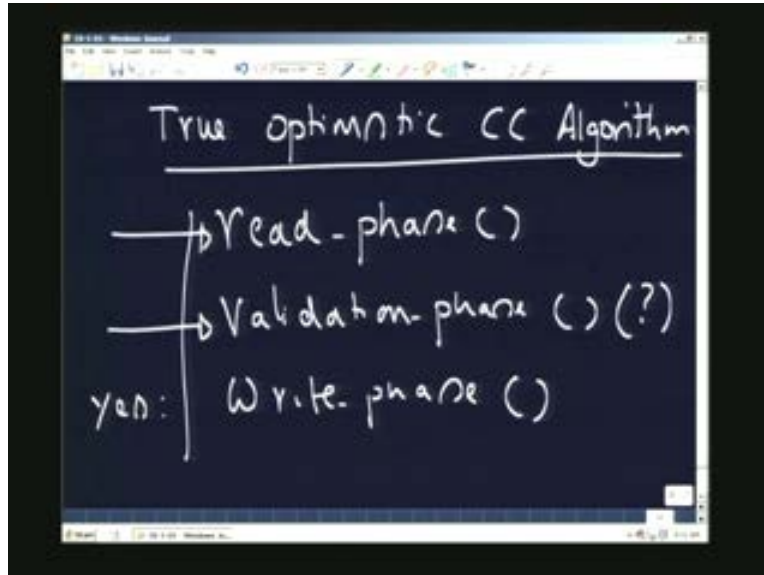 True Optimistic CC Algorithm
read-phase ()
Validation-phase () (?)
yes: Write-phase ()